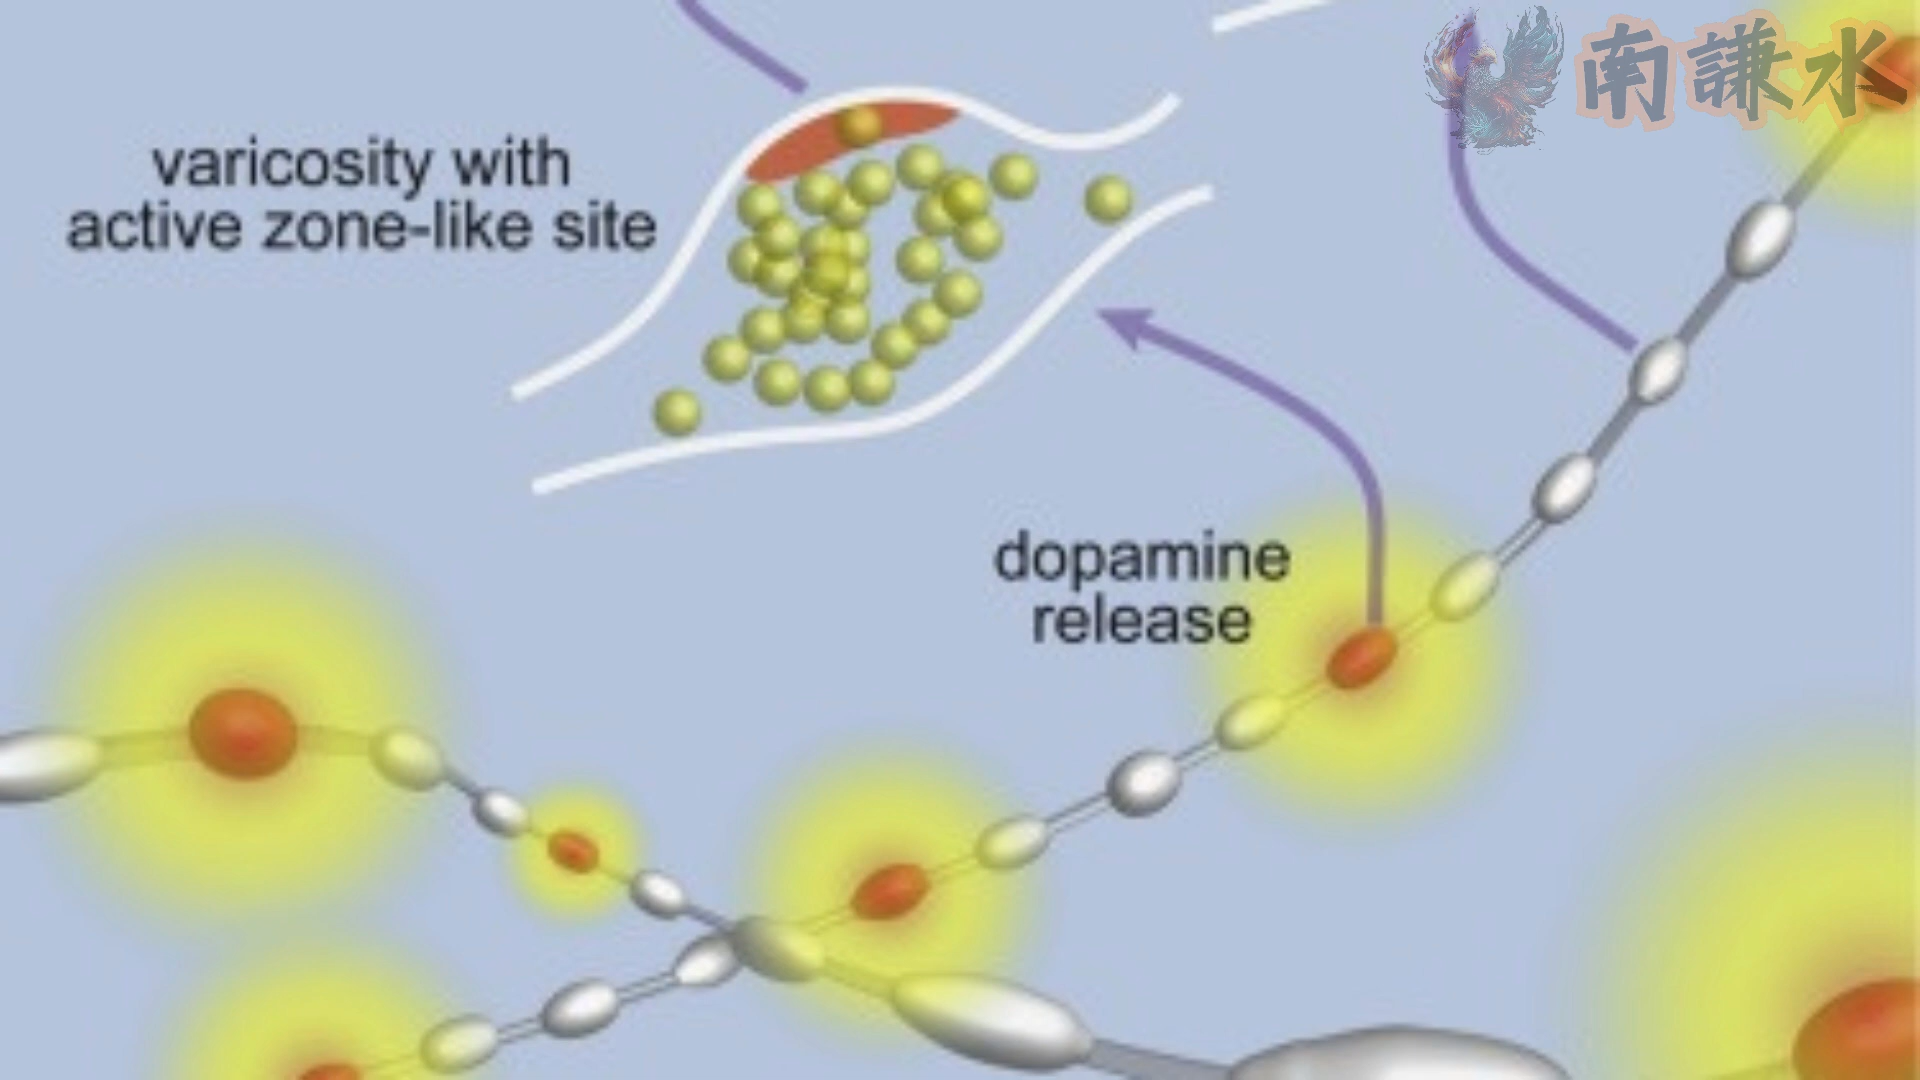 南謙水
varicosity with
active zone-like site
dopamine
release